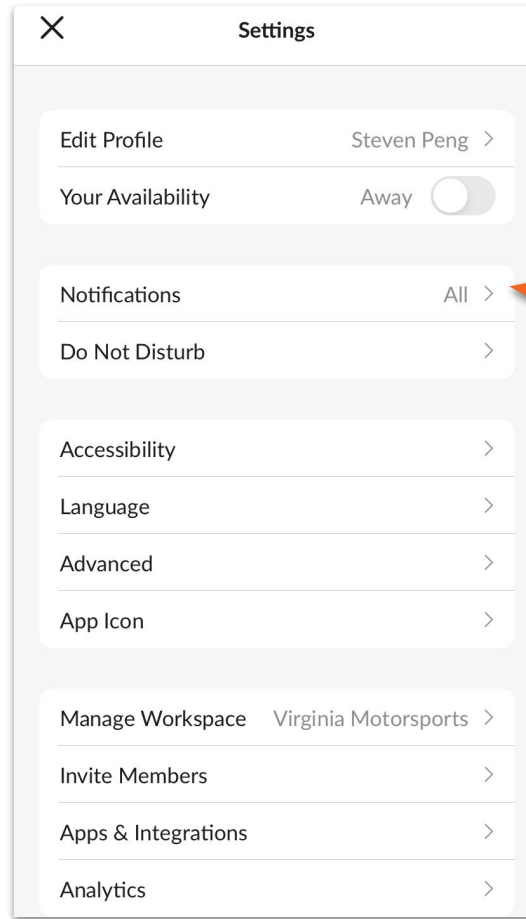 Settings
Edit Profile Steven Peng
Your Availability Away
Notifications All
Do Not Disturb
Accessibility
Language
Advanced
App Icon
Manage Workspace Virginia Motorsports
Invite Members
Apps & Integrations
Analytics